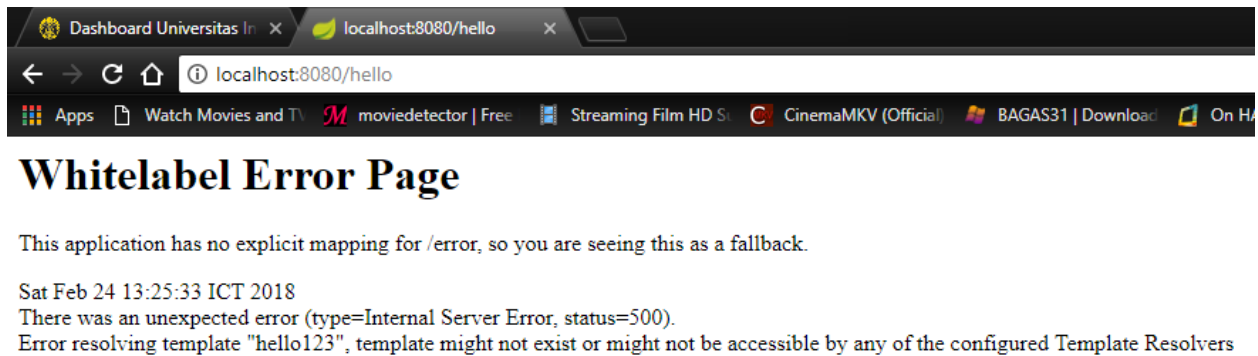 Dashboard Universitas In
localhost:8080/hello
localhost:8080/hello
Apps Watch Movies and TV M moviedetector | Free Streaming Film HD Su C CinemaMKV (Official) BAGAS31 | Download On HA
Whitelabel Error Page
This application has no explicit mapping for /error, so you are seeing this as a fallback.
Sat Feb 24 13:25:33 ICT 2018
There was an unexpected error (type=Internal Server Error, status=500).
Error resolving template "hello123", template might not exist or might not be accessible by any of the configured Template Resolvers